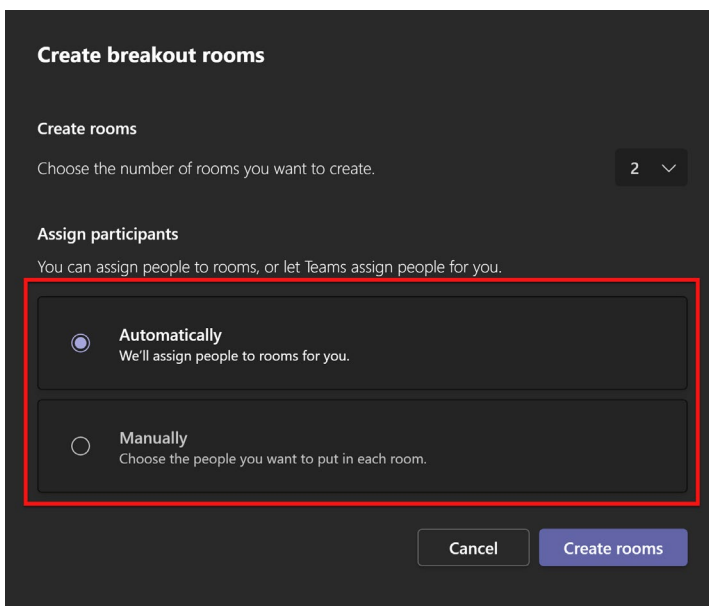 Create breakout rooms
Create rooms
Choose the number of rooms you want to create.
2
Assign participants
You can assign people to rooms, or let Teams assign people for you.
Automatically
We'll assign people to rooms for you.
Manually
Choose the people you want to put in each room.
Cancel
Create rooms